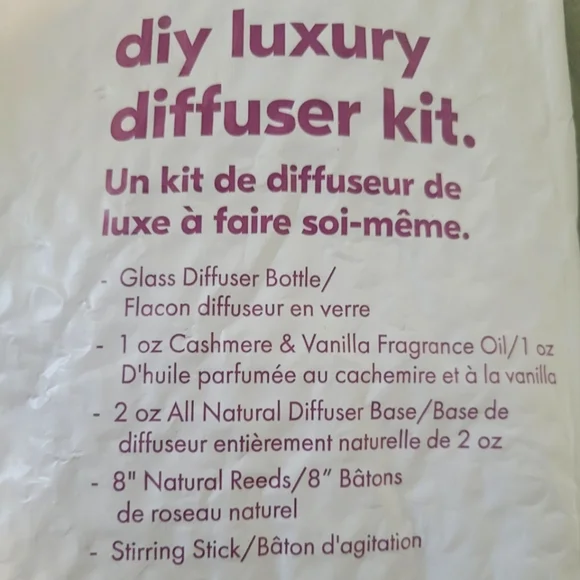 diy luxury
diffuser kit.
Un kit de diffuseur de
luxe à faire soi-même.
- Glass Diffuser Bottle/
Flacon diffuseur en verre
- 1 oz Cashmere & Vanilla Fragrance Oil/1 oz
D'huile parfumée au cachemire et à la vanilla
- 2 oz All Natural Diffuser Base/Base de
diffuseur entièrement naturelle de 2 oz
- 8" Natural Reeds/8” Bâtons
de roseau naturel
- Stirring Stick/Bâton d'agitation